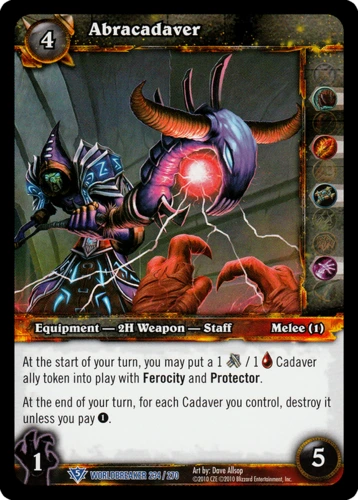 4 Abracadaver
Equipment — 2H Weapon — Staff Melee (1)
At the start of your turn, you may put a 1 / 1 Cadaver
ally token into play with Ferocity and Protector.
At the end of your turn, for each Cadaver you control, destroy it
unless you pay 1.
1 5
5 WORLDBREAKER 234 / 270
Art by: Dave Allsop
©2010 CZE ©2010 Blizzard Entertainment, Inc.